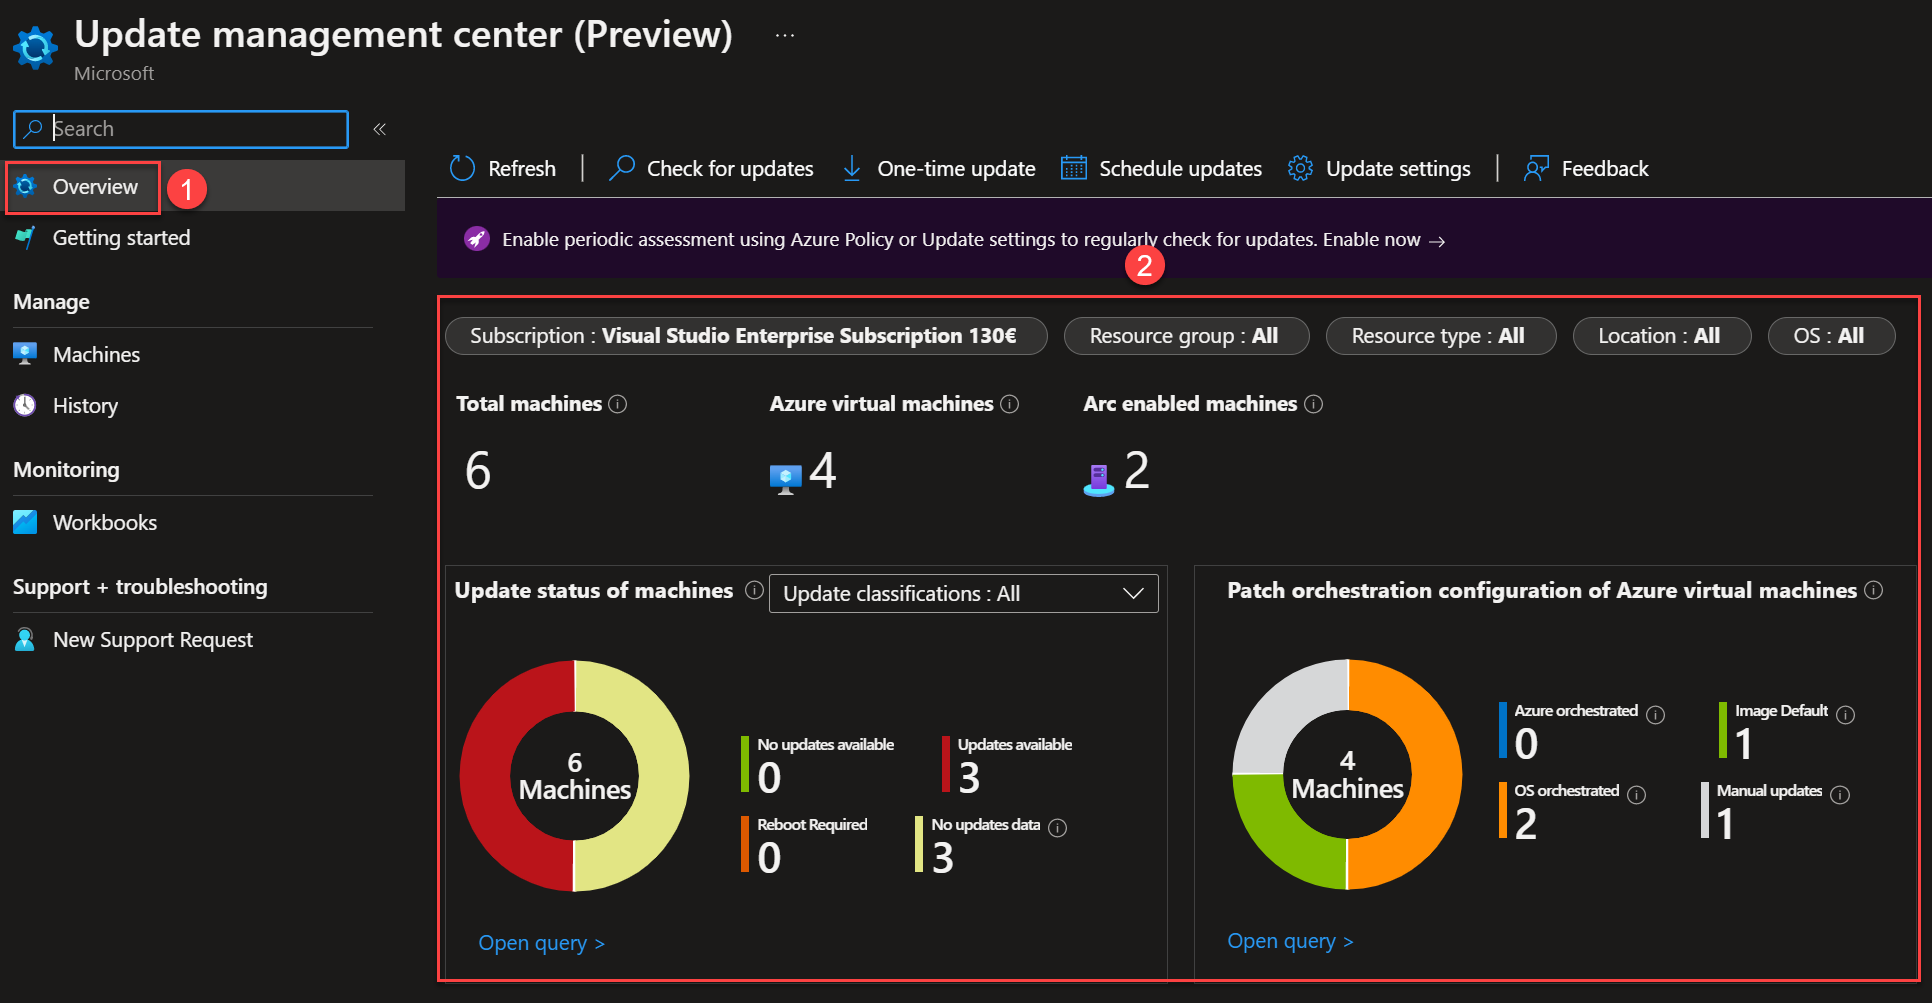 Update management center (Preview) ...
Microsoft
Search «
Overview 1
Getting started
Manage
Machines
History
Monitoring
Workbooks
Support + troubleshooting
New Support Request
Refresh | Check for updates One-time update Schedule updates Update settings | Feedback
Enable periodic assessment using Azure Policy or Update settings to regularly check for updates. Enable now →
2
Subscription : Visual Studio Enterprise Subscription 130€ Resource group : All Resource type : All Location : All OS : All
Total machines Azure virtual machines Arc enabled machines
6 4 2
Update status of machines Update classifications : All
6
Machines
No updates available
0
Updates available
3
Reboot Required
0
No updates data
3
Open query >
Patch orchestration configuration of Azure virtual machines
4
Machines
Azure orchestrated
0
Image Default
1
OS orchestrated
2
Manual updates
1
Open query >